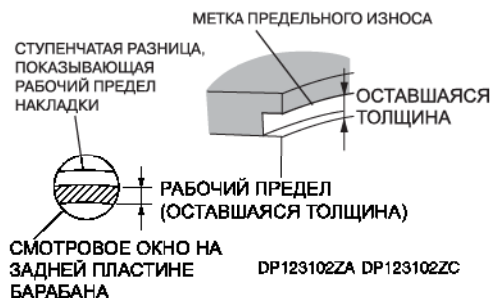 МЕТКА ПРЕДЕЛЬНОГО ИЗНОСА
СТУПЕНЧАТАЯ РАЗНИЦА,
ПОКАЗЫВАЮЩАЯ
РАБОЧИЙ ПРЕДЕЛ
НАКЛАДКИ
ОСТАВШАЯСЯ
ТОЛЩИНА
РАБОЧИЙ ПРЕДЕЛ
(ОСТАВШАЯСЯ ТОЛЩИНА)
СМОТРОВОЕ ОКНО НА
ЗАДНЕЙ ПЛАСТИНЕ
БАРАБАНА
DP123102ZA DP123102ZC